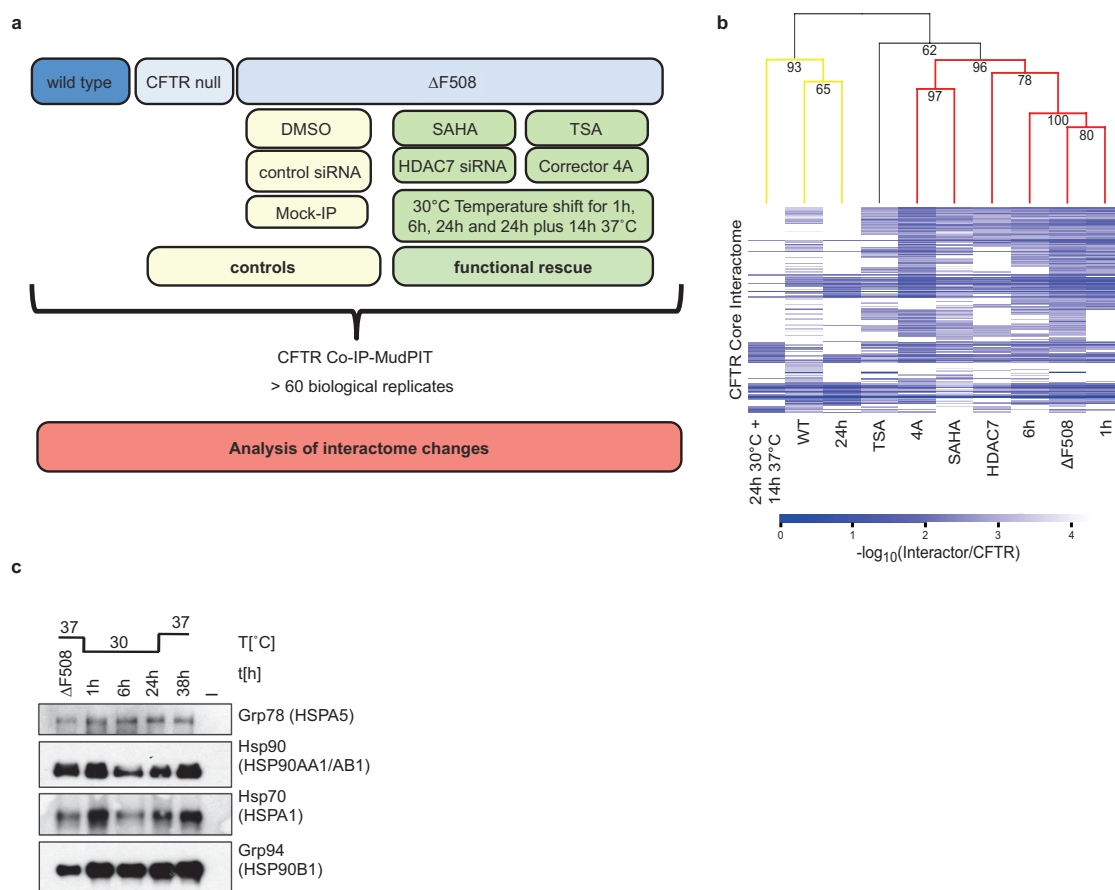 a
wild type
CFTR null
ΔF508
DMSO
SAHA
TSA
control siRNA
HDAC7 siRNA
Corrector 4A
Mock-IP
30°C Temperature shift for 1h,
6h, 24h and 24h plus 14h 37˚C
controls
functional rescue
CFTR Co-IP-MudPIT
> 60 biological replicates
Analysis of interactome changes
b
62
93
96
65
78
97
100
80
CFTR Core Interactome
24h 30°C +
14h 37°C
WT
24h
TSA
4A
SAHA
HDAC7
6h
ΔF508
1h
0
1
2
3
4
-log10(Interactor/CFTR)
c
37
37
30
T[˚C]
ΔF508
1h
6h
24h
38h
I
t[h]
Grp78 (HSPA5)
Hsp90
(HSP90AA1/AB1)
Hsp70
(HSPA1)
Grp94
(HSP90B1)